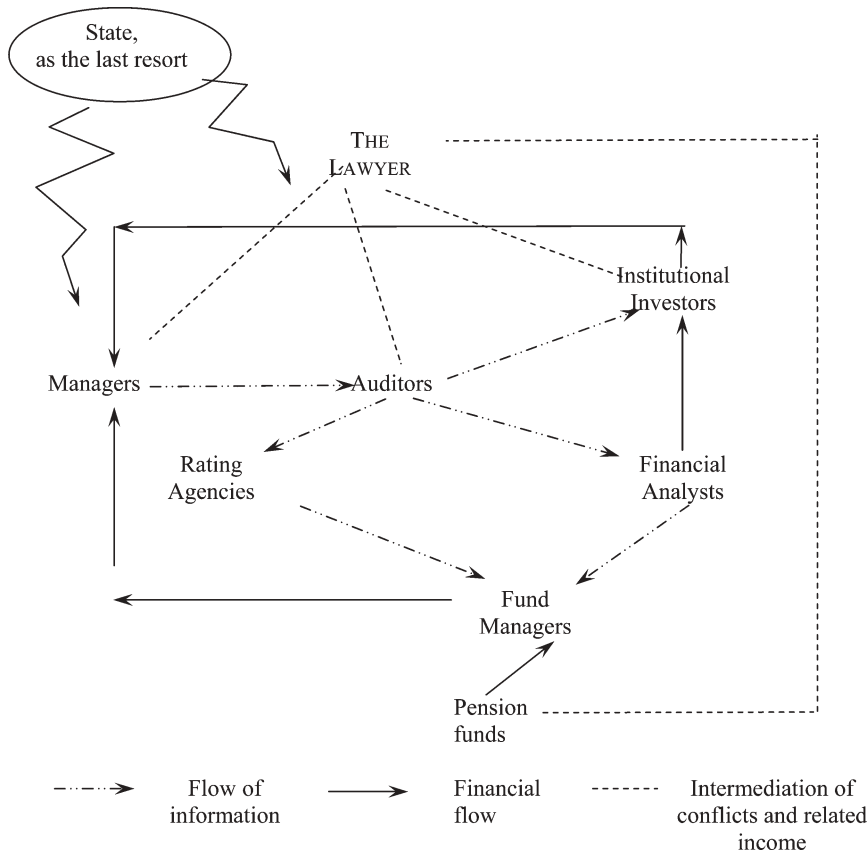 State,
as the last resort
THE
LAWYER
Institutional
Investors
Managers
Auditors
Rating
Agencies
Financial
Analysts
Fund
Managers
Pension
funds
Flow of
information
Financial
flow
Intermediation of
conflicts and related
income